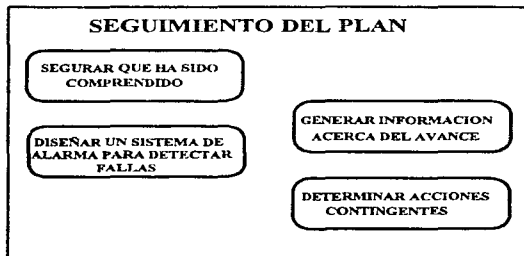 SEGUIMIENTO DEL PLAN
SEGURAR QUE HA SIDO
COMPRENDIDO
DISEÑAR UN SISTEMA DE
ALARMA PARA DETECTAR
FALLAS
GENERAR INFORMACION
ACERCA DEL AVANCE
DETERMINAR ACCIONES
CONTINGENTES